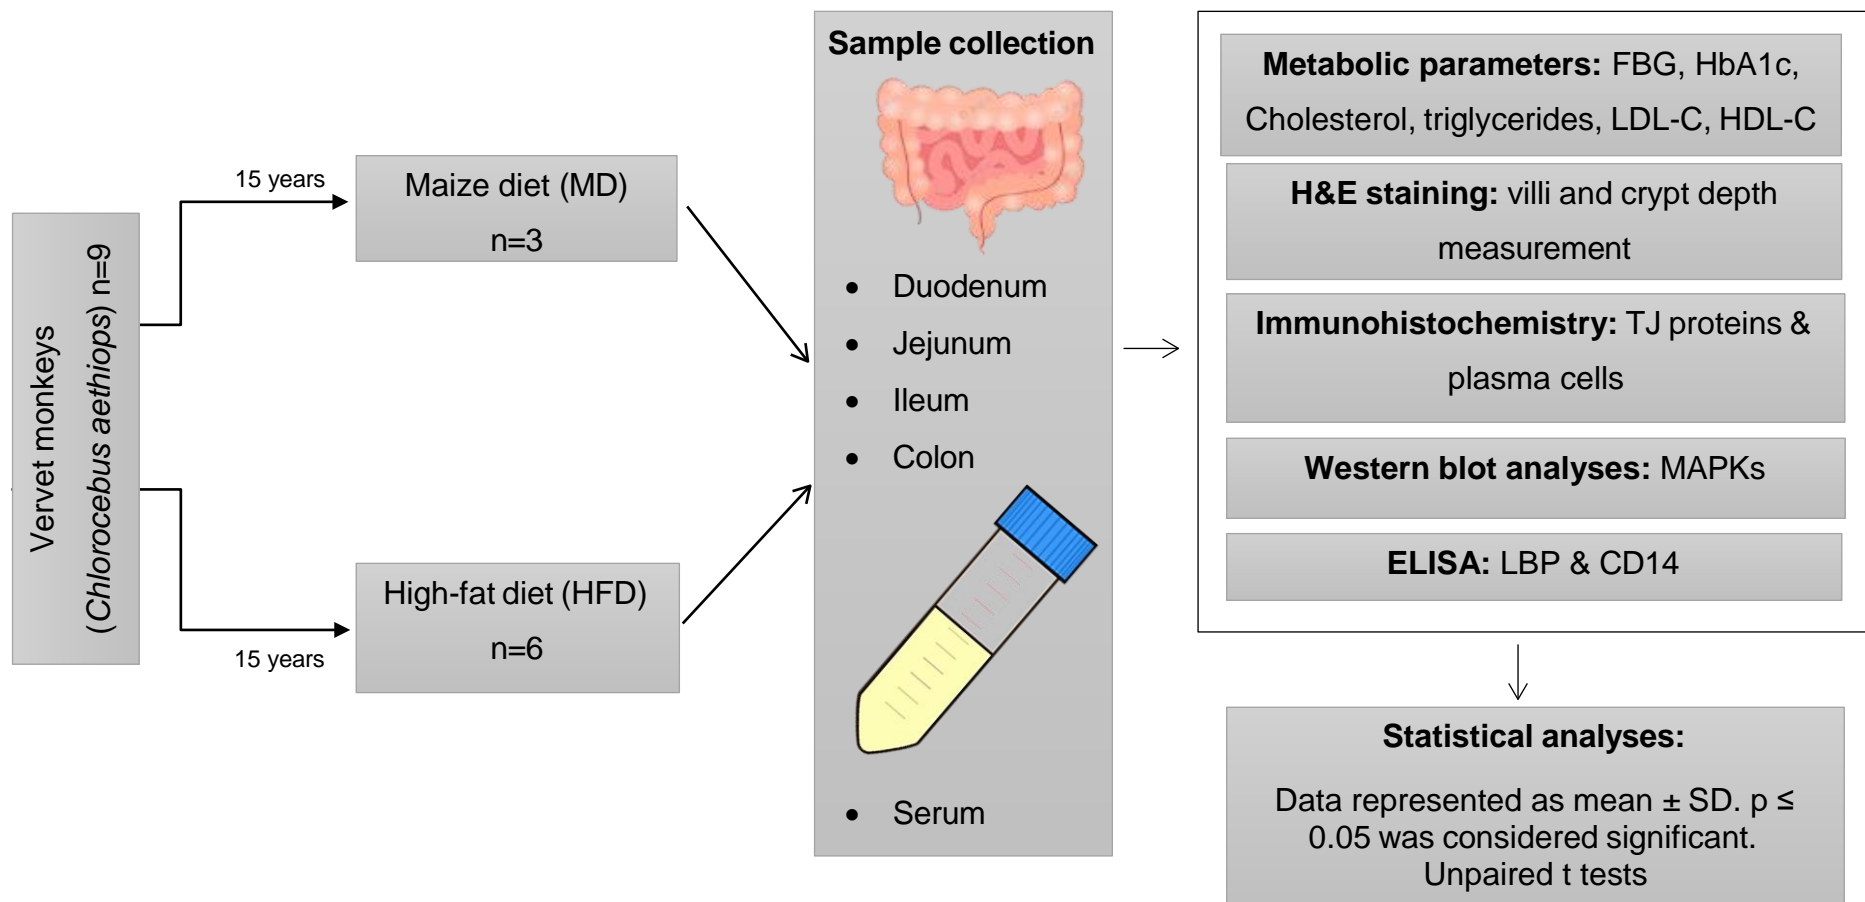 Vervet monkeys
(Chlorocebus aethiops) n=9
15 years
Maize diet (MD)
n=3
15 years
High-fat diet (HFD)
n=6
Sample collection
• Duodenum
• Jejunum
• Ileum
• Colon
• Serum
Metabolic parameters: FBG, HbA1c,
Cholesterol, triglycerides, LDL-C, HDL-C
H&E staining: villi and crypt depth
measurement
Immunohistochemistry: TJ proteins &
plasma cells
Western blot analyses: MAPKs
ELISA: LBP & CD14
Statistical analyses:
Data represented as mean ± SD. p ≤
0.05 was considered significant.
Unpaired t tests